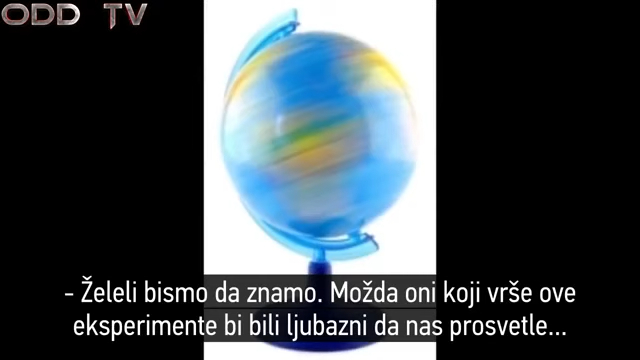 ODD TV
- Želeli bismo da znamo. Možda oni koji vrše ove
eksperimente bi bili ljubazni da nas prosvetle...